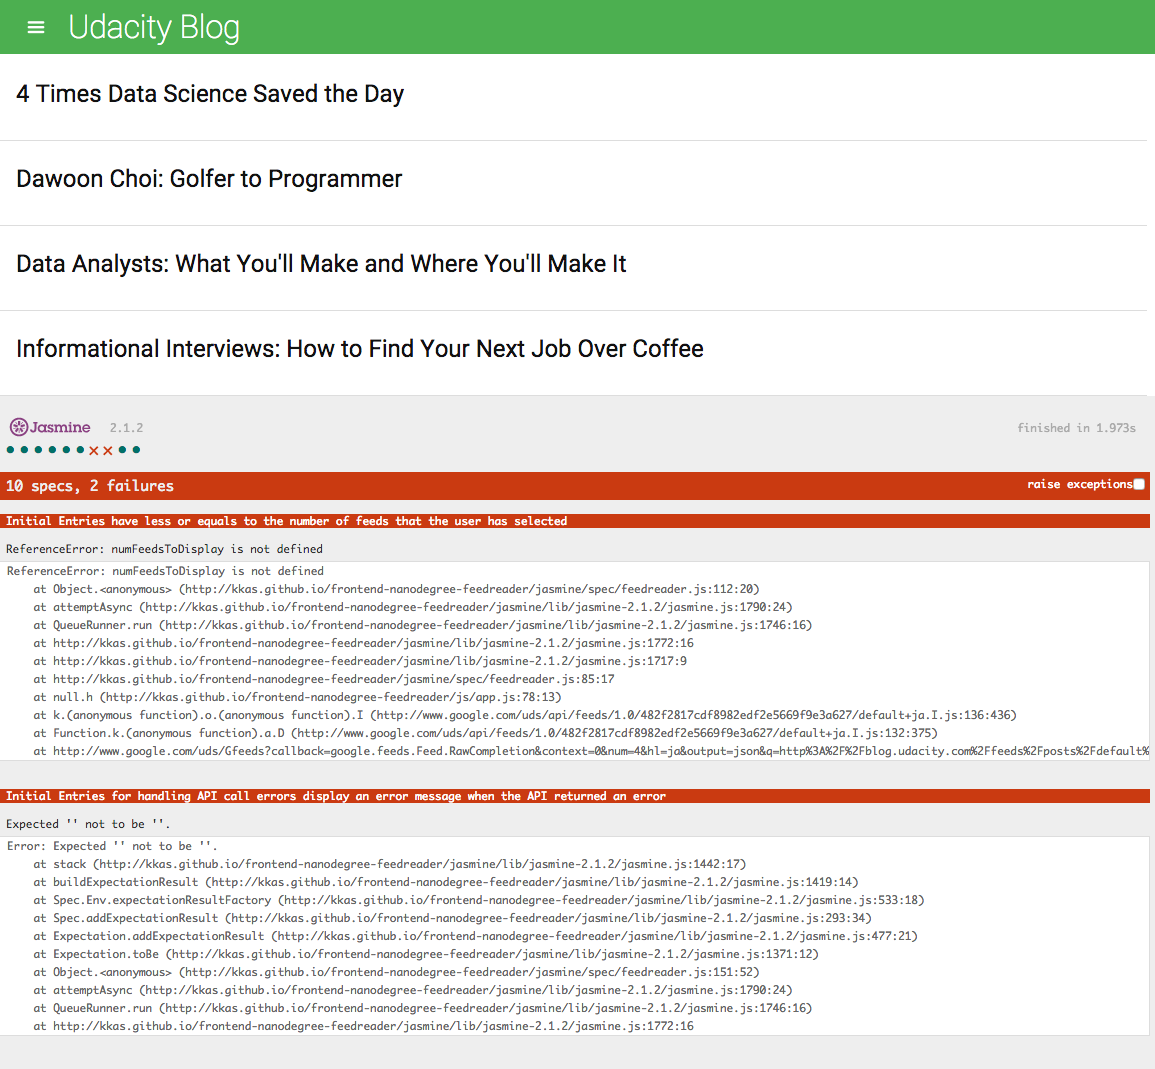 Udacity Blog
4 Times Data Science Saved the Day
Dawoon Choi: Golfer to Programmer
Data Analysts: What You'll Make and Where You'll Make It
Informational Interviews: How to Find Your Next Job Over Coffee
Jasmine 2.1.2 finished in 1.973s
10 specs, 2 failures raise exceptions
Initial Entries have less or equals to the number of feeds that the user has selected
ReferenceError: numFeedsToDisplay is not defined
ReferenceError: numFeedsToDisplay is not defined
at Object.<anonymous> (http://kkas.github.io/frontend-nanodegree-feedreader/jasmine/spec/feedreader.js:112:20)
at attemptAsync (http://kkas.github.io/frontend-nanodegree-feedreader/jasmine/lib/jasmine-2.1.2/jasmine.js:1790:24)
at QueueRunner.run (http://kkas.github.io/frontend-nanodegree-feedreader/jasmine/lib/jasmine-2.1.2/jasmine.js:1746:16)
at http://kkas.github.io/frontend-nanodegree-feedreader/jasmine/lib/jasmine-2.1.2/jasmine.js:1772:16
at http://kkas.github.io/frontend-nanodegree-feedreader/jasmine/lib/jasmine-2.1.2/jasmine.js:1717:9
at http://kkas.github.io/frontend-nanodegree-feedreader/jasmine/spec/feedreader.js:85:17
at null.h (http://kkas.github.io/frontend-nanodegree-feedreader/js/app.js:78:13)
at k.(anonymous function).o.(anonymous function).I (http://www.google.com/uds/api/feeds/1.0/482f2817cdf8982edf2e5669f9e3a627/default+ja.I.js:136:436)
at Function.k.(anonymous function).a.D (http://www.google.com/uds/api/feeds/1.0/482f2817cdf8982edf2e5669f9e3a627/default+ja.I.js:132:375)
at http://www.google.com/uds/Gfeeds?callback=google.feeds.Feed.RawCompletion&context=0&num=4&hl=ja&output=json&q=http%3A%2F%2Fblog.udacity.com%2Ffeeds%2Fposts%2Fdefault%
Initial Entries for handling API call errors display an error message when the API returned an error
Expected '' not to be ''.
Error: Expected '' not to be ''.
at stack (http://kkas.github.io/frontend-nanodegree-feedreader/jasmine/lib/jasmine-2.1.2/jasmine.js:1442:17)
at buildExpectationResult (http://kkas.github.io/frontend-nanodegree-feedreader/jasmine/lib/jasmine-2.1.2/jasmine.js:1419:14)
at Spec.Env.expectationResultFactory (http://kkas.github.io/frontend-nanodegree-feedreader/jasmine/lib/jasmine-2.1.2/jasmine.js:533:18)
at Spec.addExpectationResult (http://kkas.github.io/frontend-nanodegree-feedreader/jasmine/lib/jasmine-2.1.2/jasmine.js:293:34)
at Expectation.addExpectationResult (http://kkas.github.io/frontend-nanodegree-feedreader/jasmine/lib/jasmine-2.1.2/jasmine.js:477:21)
at Expectation.toBe (http://kkas.github.io/frontend-nanodegree-feedreader/jasmine/lib/jasmine-2.1.2/jasmine.js:1371:12)
at Object.<anonymous> (http://kkas.github.io/frontend-nanodegree-feedreader/jasmine/spec/feedreader.js:151:52)
at attemptAsync (http://kkas.github.io/frontend-nanodegree-feedreader/jasmine/lib/jasmine-2.1.2/jasmine.js:1790:24)
at QueueRunner.run (http://kkas.github.io/frontend-nanodegree-feedreader/jasmine/lib/jasmine-2.1.2/jasmine.js:1746:16)
at http://kkas.github.io/frontend-nanodegree-feedreader/jasmine/lib/jasmine-2.1.2/jasmine.js:1772:16